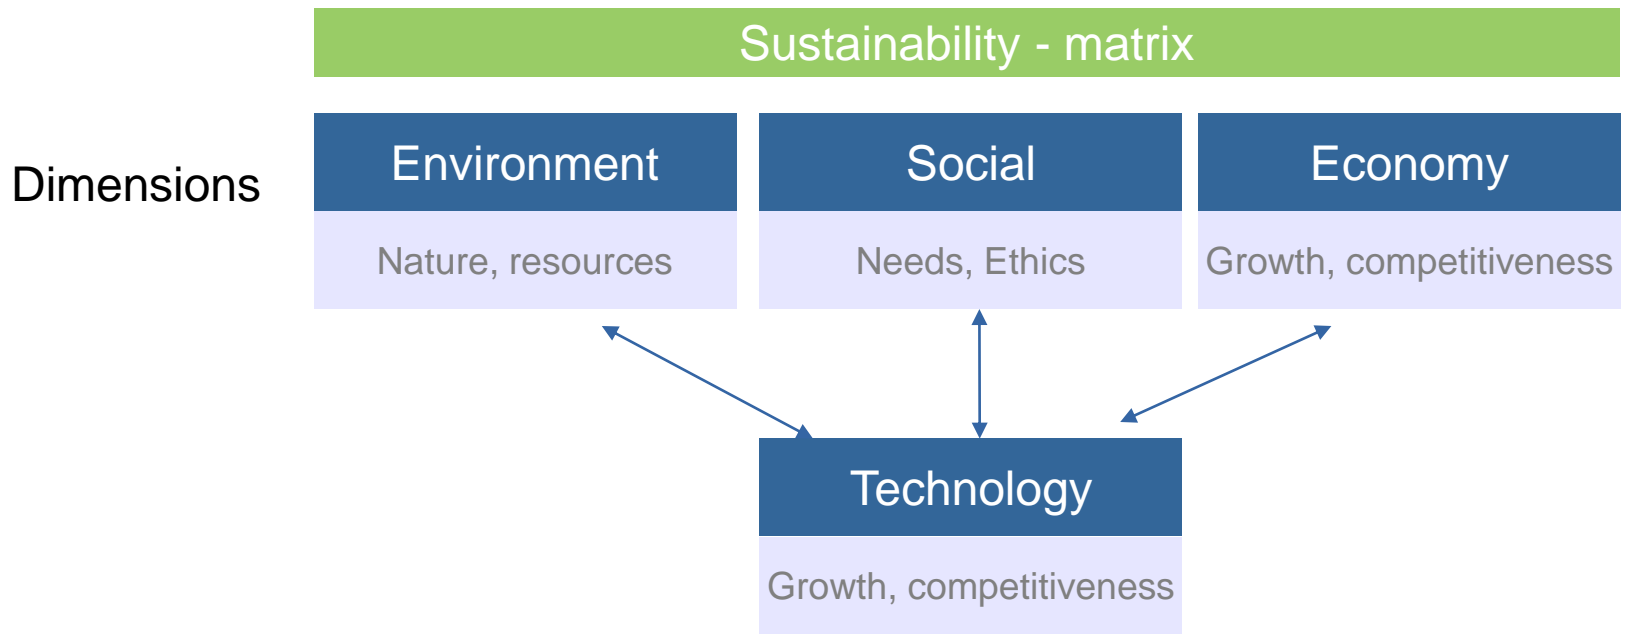 Sustainability - matrix
Dimensions
Environment
Social
Economy
Nature, resources
Needs, Ethics
Growth, competitiveness
Technology
Growth, competitiveness